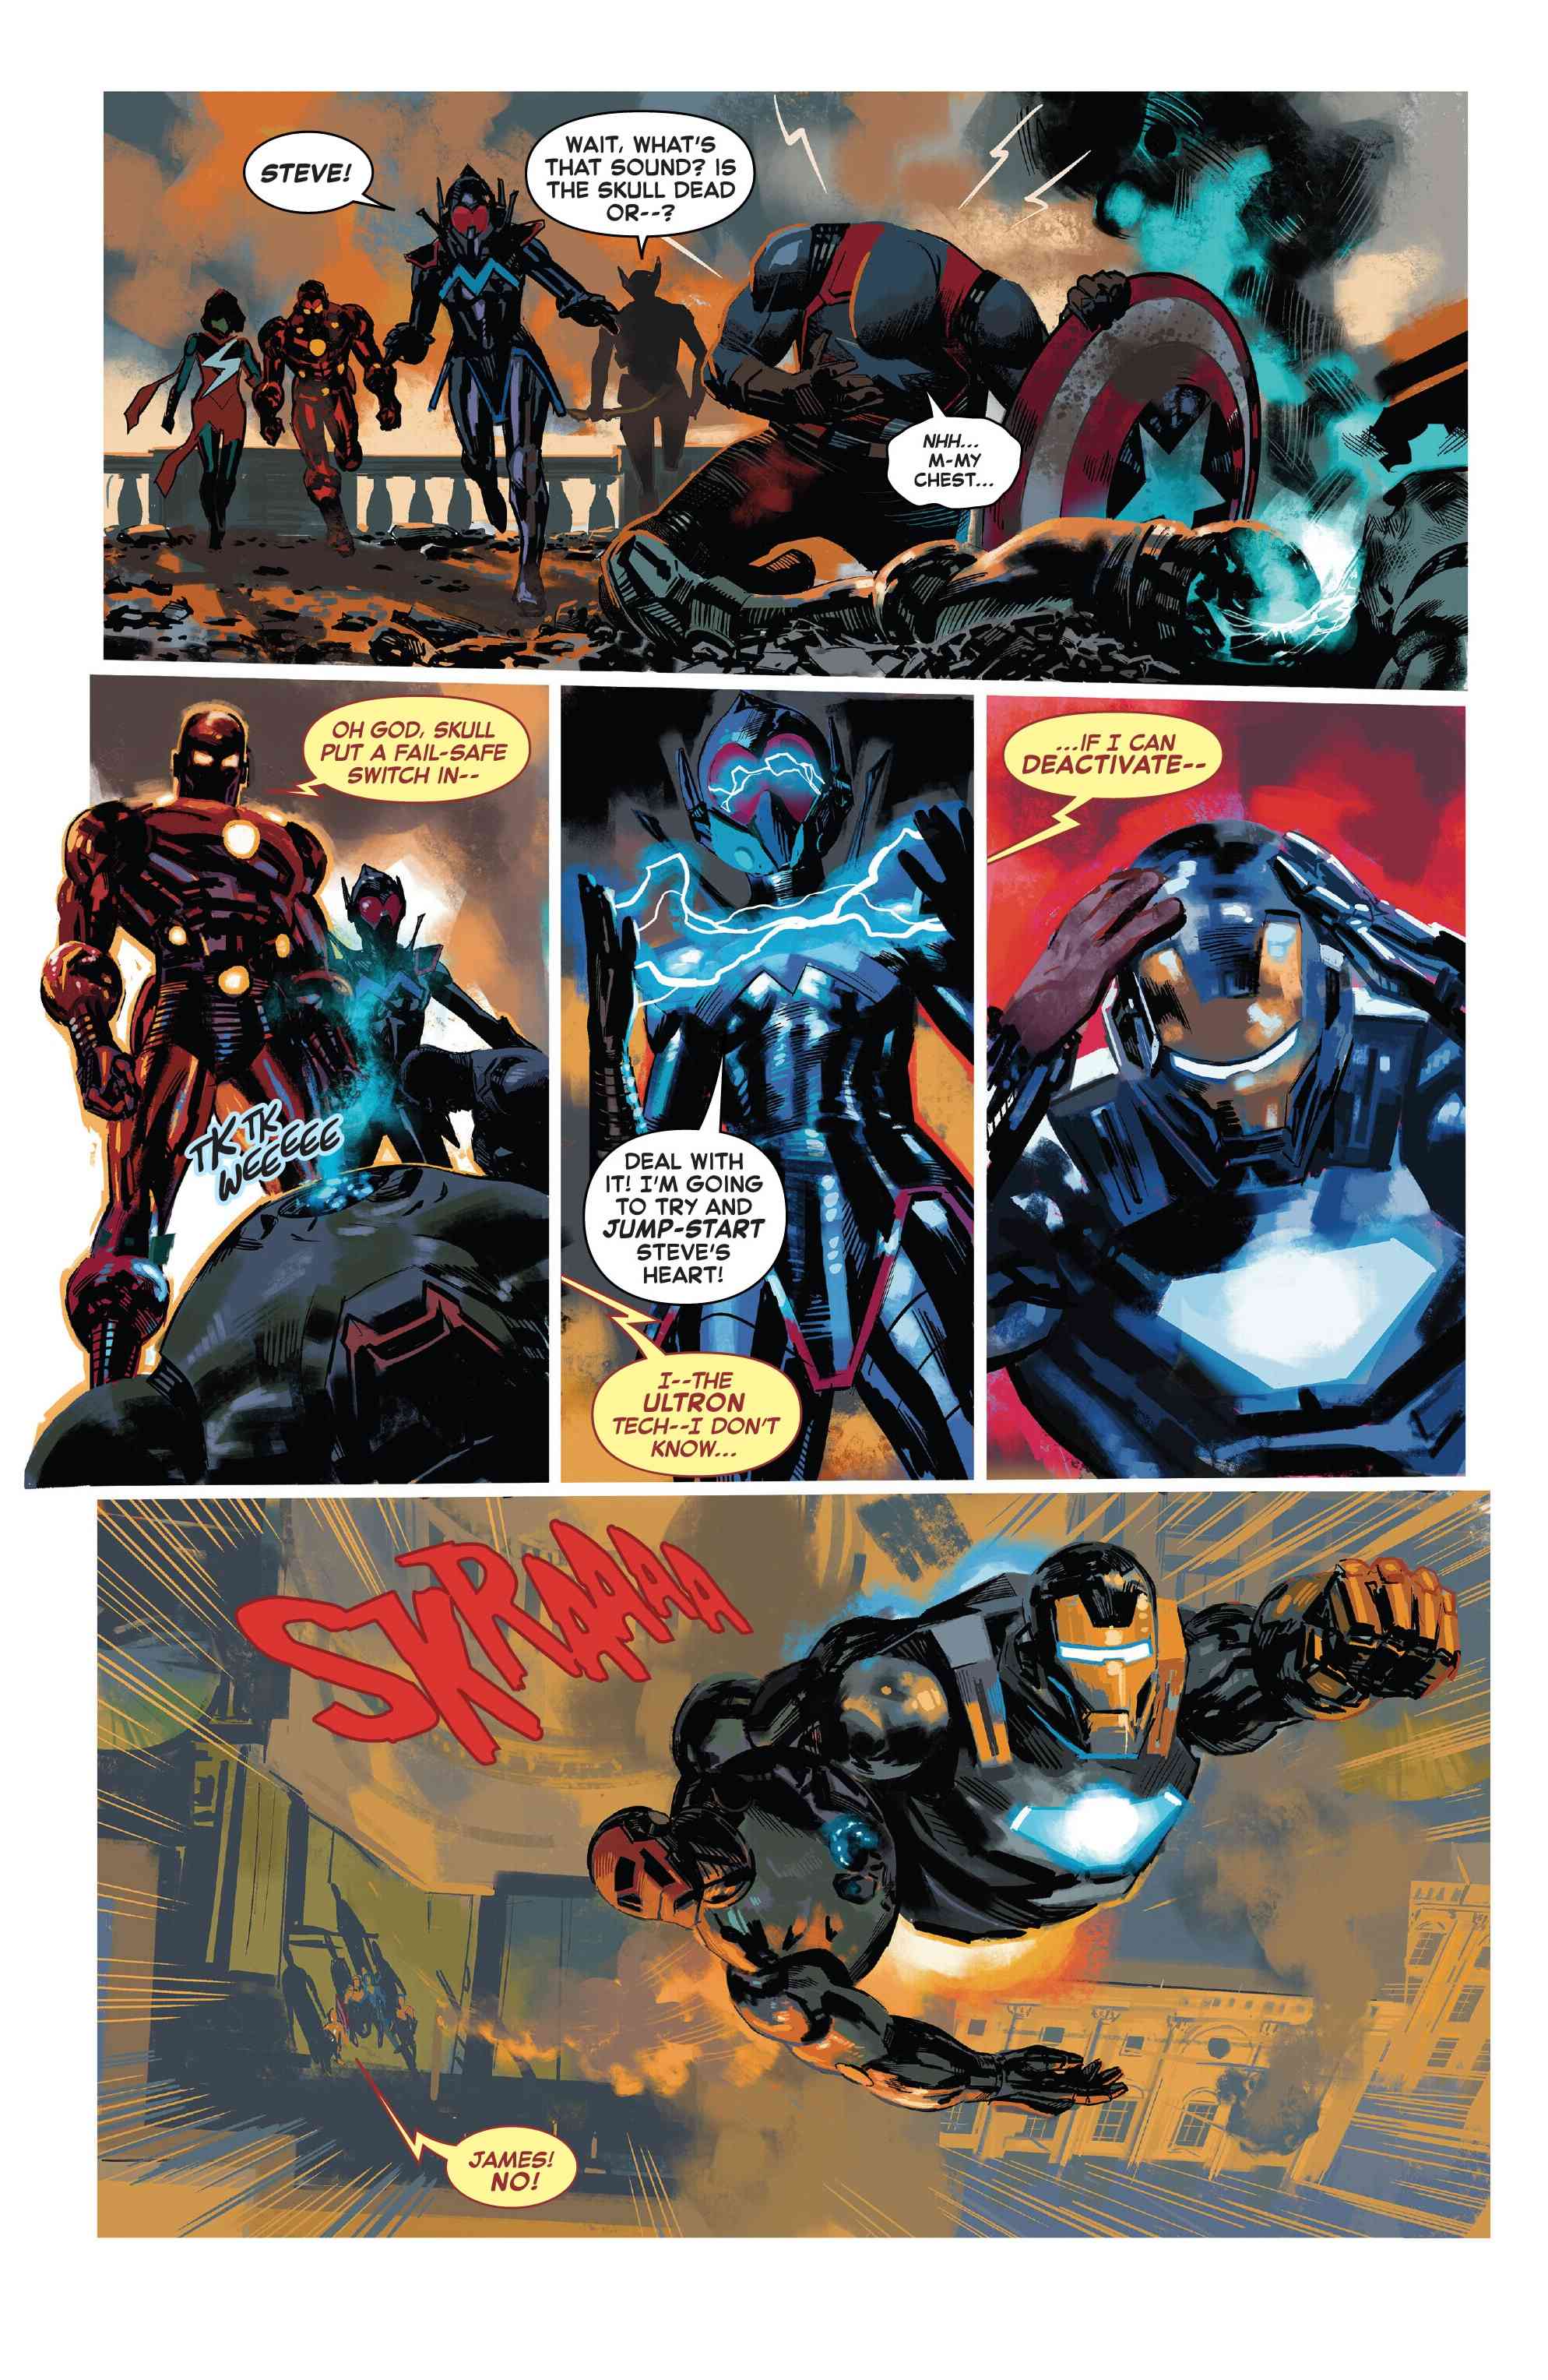 STEVE!
WAIT, WHAT'S
THAT SOUND? IS
THE SKULL DEAD
OR--?
NHH...
M-MY
CHEST...
OH GOD, SKULL
PUT A FAIL-SAFE
SWITCH IN--
TK TK
WEEEEEE
DEAL WITH
IT! I'M GOING
TO TRY AND
JUMP-START
STEVE'S
HEART!
I--THE
ULTRON
TECH--I DON'T
KNOW...
...IF I CAN
DEACTIVATE--
SKRAAAAA
JAMES!
NO!